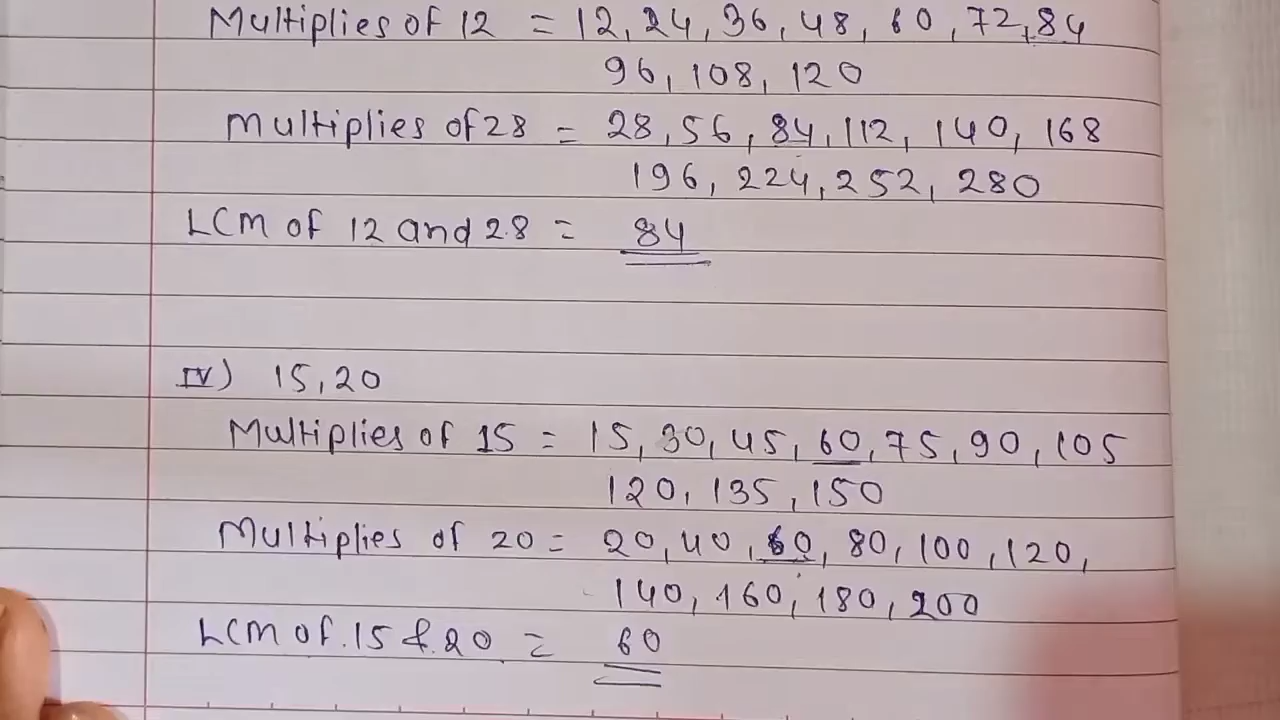 Multiplies of 12 = 12, 24, 36, 48, 60, 72, 84
96, 108, 120
Multiplies of 28 = 28, 56, 84, 112, 140, 168
196, 224, 252, 280
LCM of 12 and 28 = 84
IV) 15, 20
Multiplies of 15 = 15, 30, 45, 60, 75, 90, 105
120, 135, 150
Multiplies of 20 = 20, 40, 60, 80, 100, 120,
140, 160, 180, 200
LCM of 15 & 20 = 60